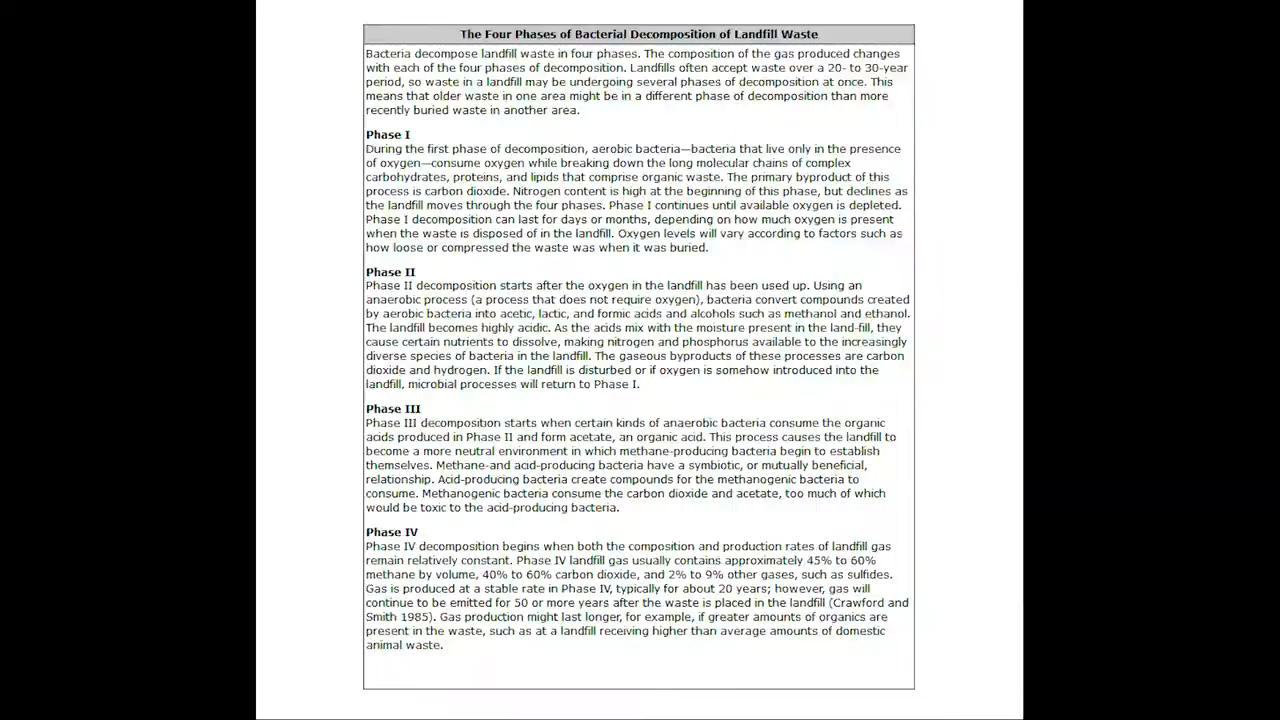 The Four Phases of Bacterial Decomposition of Landfill Waste
Bacteria decompose landfill waste in four phases. The composition of the gas produced changes
with each of the four phases of decomposition. Landfills often accept waste over a 20- to 30-year
period, so waste in a landfill may be undergoing several phases of decomposition at once. This
means that older waste in one area might be in a different phase of decomposition than more
recently buried waste in another area.
Phase I
During the first phase of decomposition, aerobic bacteria—bacteria that live only in the presence
of oxygen—consume oxygen while breaking down the long molecular chains of complex
carbohydrates, proteins, and lipids that comprise organic waste. The primary byproduct of this
process is carbon dioxide. Nitrogen content is high at the beginning of this phase, but declines as
the landfill moves through the four phases. Phase I continues until available oxygen is depleted.
Phase I decomposition can last for days or months, depending on how much oxygen is present
when the waste is disposed of in the landfill. Oxygen levels will vary according to factors such as
how loose or compressed the waste was when it was buried.
Phase II
Phase II decomposition starts after the oxygen in the landfill has been used up. Using an
anaerobic process (a process that does not require oxygen), bacteria convert compounds created
by aerobic bacteria into acetic, lactic, and formic acids and alcohols such as methanol and ethanol.
The landfill becomes highly acidic. As the acids mix with the moisture present in the land-fill, they
cause certain nutrients to dissolve, making nitrogen and phosphorus available to the increasingly
diverse species of bacteria in the landfill. The gaseous byproducts of these processes are carbon
dioxide and hydrogen. If the landfill is disturbed or if oxygen is somehow introduced into the
landfill, microbial processes will return to Phase I.
Phase III
Phase III decomposition starts when certain kinds of anaerobic bacteria consume the organic
acids produced in Phase II and form acetate, an organic acid. This process causes the landfill to
become a more neutral environment in which methane-producing bacteria begin to establish
themselves. Methane-and acid-producing bacteria have a symbiotic, or mutually beneficial,
relationship. Acid-producing bacteria create compounds for the methanogenic bacteria to
consume. Methanogenic bacteria consume the carbon dioxide and acetate, too much of which
would be toxic to the acid-producing bacteria.
Phase IV
Phase IV decomposition begins when both the composition and production rates of landfill gas
remain relatively constant. Phase IV landfill gas usually contains approximately 45% to 60%
methane by volume, 40% to 60% carbon dioxide, and 2% to 9% other gases, such as sulfides.
Gas is produced at a stable rate in Phase IV, typically for about 20 years; however, gas will
continue to be emitted for 50 or more years after the waste is placed in the landfill (Crawford and
Smith 1985). Gas production might last longer, for example, if greater amounts of organics are
present in the waste, such as at a landfill receiving higher than average amounts of domestic
animal waste.